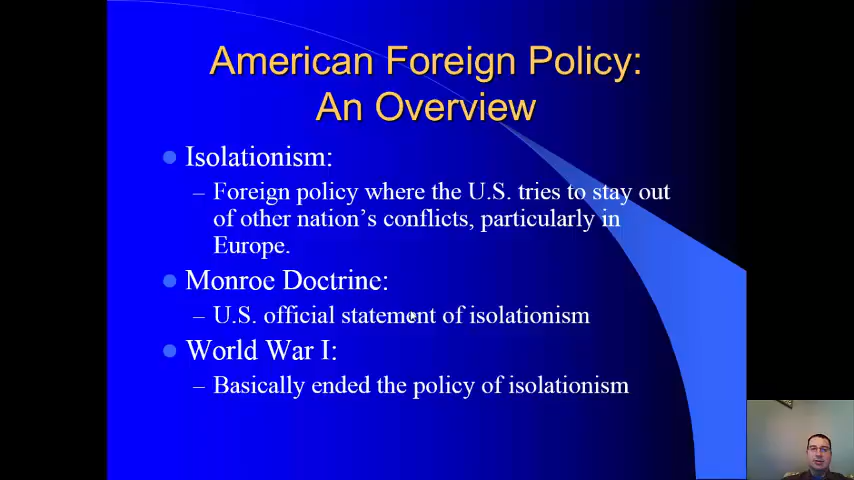 American Foreign Policy:
An Overview
Isolationism:
– Foreign policy where the U.S. tries to stay out
of other nation's conflicts, particularly in
Europe.
Monroe Doctrine:
– U.S. official statement of isolationism
World War I:
– Basically ended the policy of isolationism